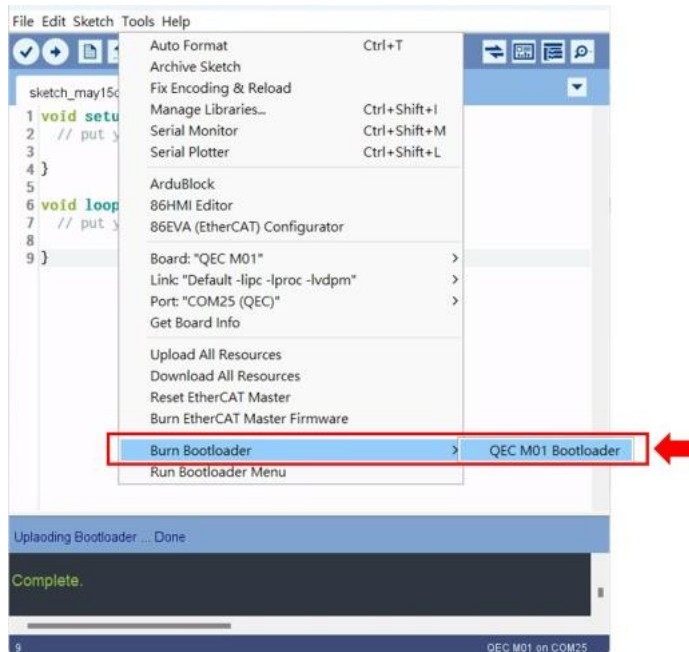 File Edit Sketch Tools Help
sketch_may15
1 void setu
2 // put y
3
4 }
5
6 void loop
7 // put y
8
9 }
Auto Format Ctrl+T
Archive Sketch
Fix Encoding & Reload
Manage Libraries... Ctrl+Shift+I
Serial Monitor Ctrl+Shift+M
Serial Plotter Ctrl+Shift+L
ArduBlock
86HMI Editor
86EVA (EtherCAT) Configurator
Board: "QEC M01"
Link: "Default -lipc -lproc -lvdpm"
Port: "COM25 (QEC)"
Get Board Info
Upload All Resources
Download All Resources
Reset EtherCAT Master
Burn EtherCAT Master Firmware
Burn Bootloader
QEC M01 Bootloader
Run Bootloader Menu
Uplaoding Bootloader ... Done
Complete.
9 QEC M01 on COM25